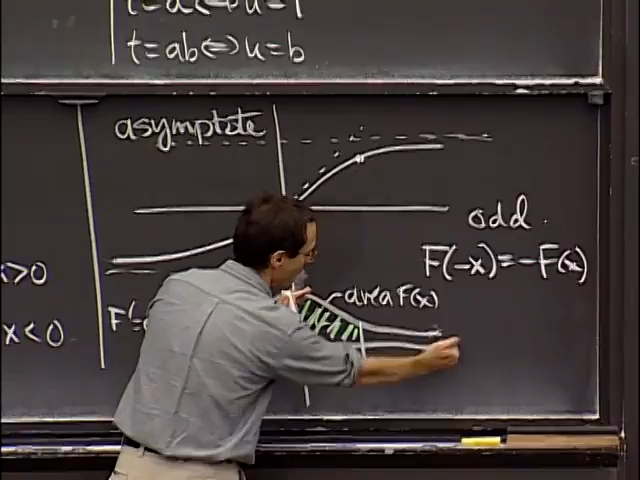 t=a⇔u=1
t=ab⇔u=b
asymptote
odd.
F(-x)=-F(x)
x>0
x<0
F'(
area F(x)